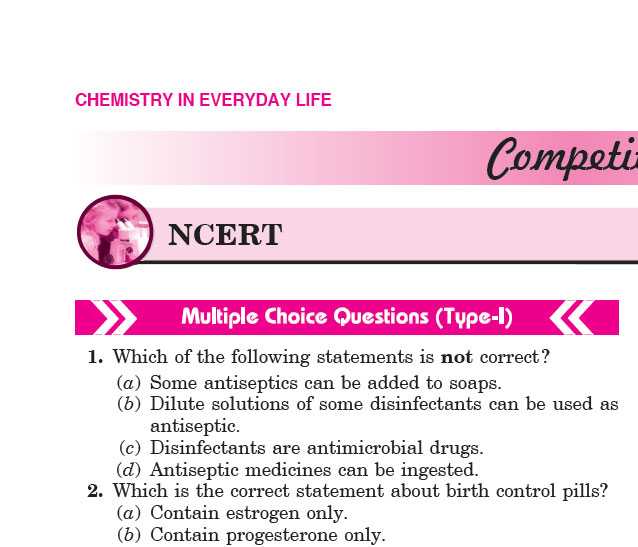 CHEMISTRY IN EVERYDAY LIFE
NCERT
Multiple Choice Questions (Type-I)
1. Which of the following statements is not correct?
(a) Some antiseptics can be added to soaps.
(b) Dilute solutions of some disinfectants can be used as
antiseptic.
(c) Disinfectants are antimicrobial drugs.
(d) Antiseptic medicines can be ingested.
2. Which is the correct statement about birth control pills?
(a) Contain estrogen only.
(b) Contain progesterone only.